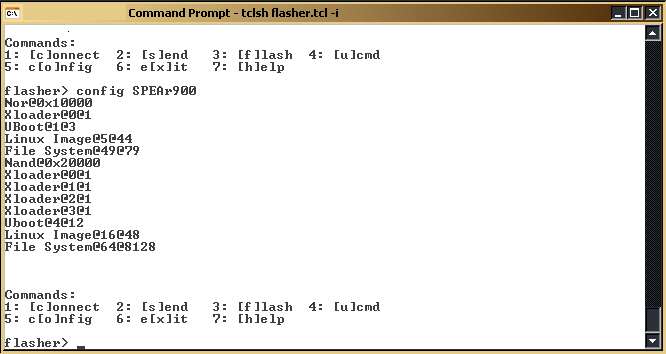 Command Prompt - tclsh flasher.tcl -i
Commands:
1: [c]onnect 2: [s]end 3: [f]lash 4: [u]cmd
5: c[o]nfig 6: e[x]it 7: [h]elp
flasher> config SPEAr900
Nor@0x10000
Xloader@0@1
UBoot@1@3
Linux Image@5@44
File System@49@79
Nand@0x20000
Xloader@0@1
Xloader@1@1
Xloader@2@1
Xloader@3@1
Uboot@4@12
Linux Image@16@48
File System@64@8128
Commands:
1: [c]onnect 2: [s]end 3: [f]lash 4: [u]cmd
5: c[o]nfig 6: e[x]it 7: [h]elp
flasher> _